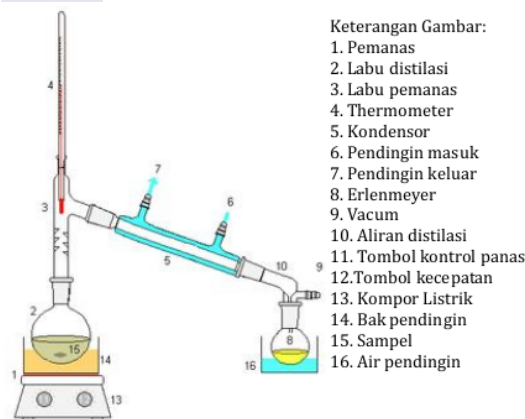 Keterangan Gambar:
1. Pemanas
2. Labu distilasi
3. Labu pemanas
4. Thermometer
5. Kondensor
6. Pendingin masuk
7. Pendingin keluar
8. Erlenmeyer
9. Vacum
10. Aliran distilasi
11. Tombol kontrol panas
12.Tombol kecepatan
13. Kompor Listrik
14. Bak pendingin
15. Sampel
16. Air pendingin
4
7
6
3
5
10
9
2
8
15
14
16
1
13